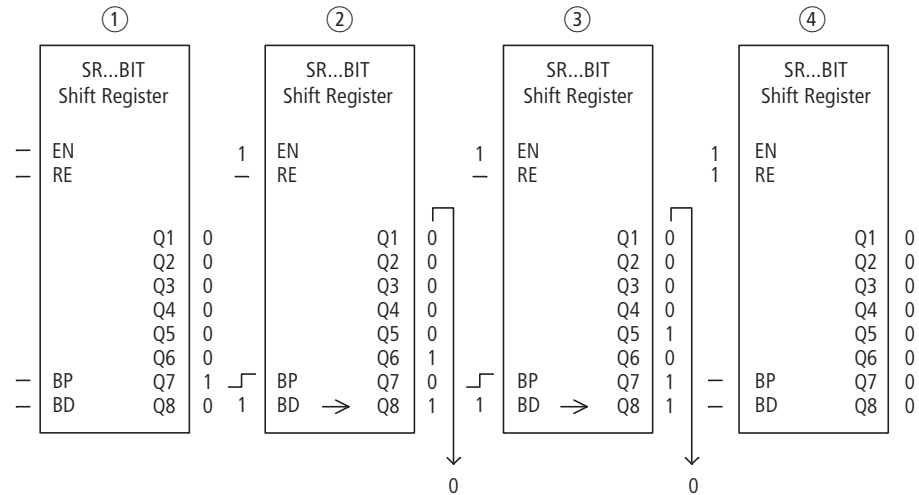 ① ② ③ ④
SR...BIT SR...BIT SR...BIT SR...BIT
Shift Register Shift Register Shift Register Shift Register
– EN 1 EN 1 EN 1 EN
– RE – RE – RE 1 RE
Q1 0 Q1 0 Q1 0 Q1 0
Q2 0 Q2 0 Q2 0 Q2 0
Q3 0 Q3 0 Q3 0 Q3 0
Q4 0 Q4 0 Q4 0 Q4 0
Q5 0 Q5 0 Q5 1 Q5 0
Q6 0 Q6 1 Q6 0 Q6 0
– BP Q7 1 BP Q7 0 BP Q7 1 – BP Q7 0
– BD Q8 0 1 BD → Q8 1 1 BD → Q8 1 – BD Q8 0
0 0